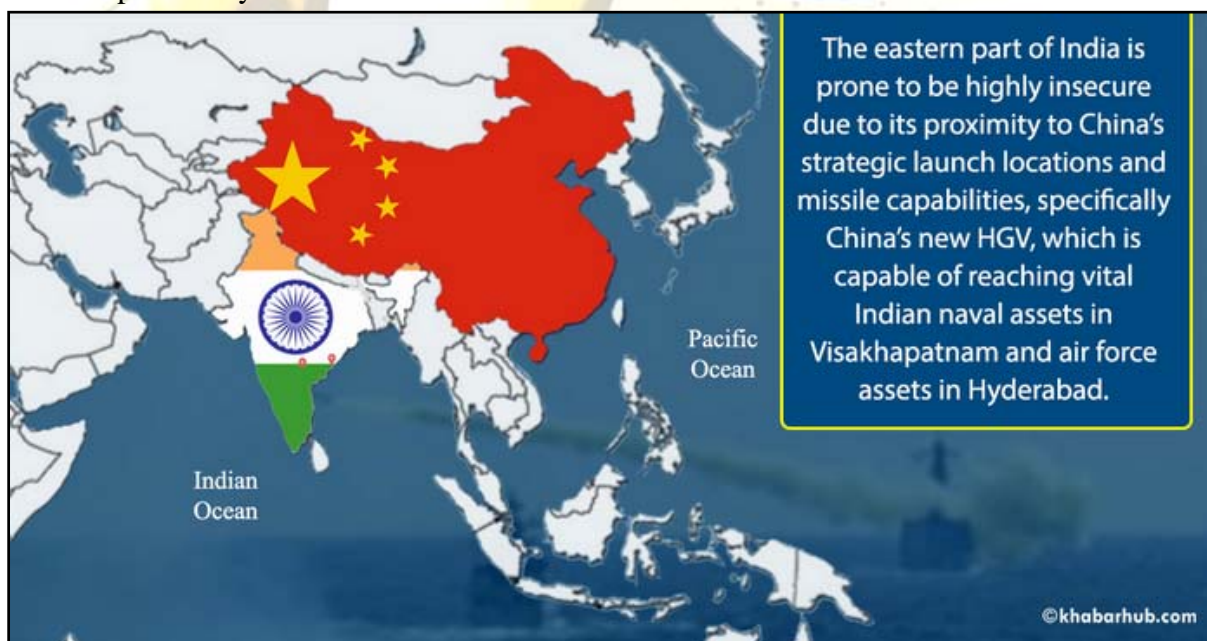 The eastern part of India is
prone to be highly insecure
due to its proximity to China's
strategic launch locations and
missile capabilities, specifically
China's new HGV, which is
capable of reaching vital
Indian naval assets in
Visakhapatnam and air force
assets in Hyderabad.
Pacific
Ocean
Indian
Ocean
©khabarhub.com